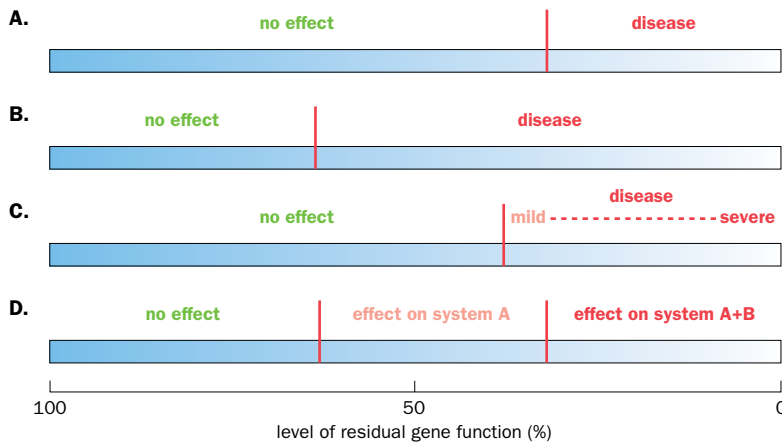 A. no effect disease
B. no effect disease
C. no effect disease
mild severe
D. no effect effect on system A effect on system A+B
100 50 0
level of residual gene function (%)